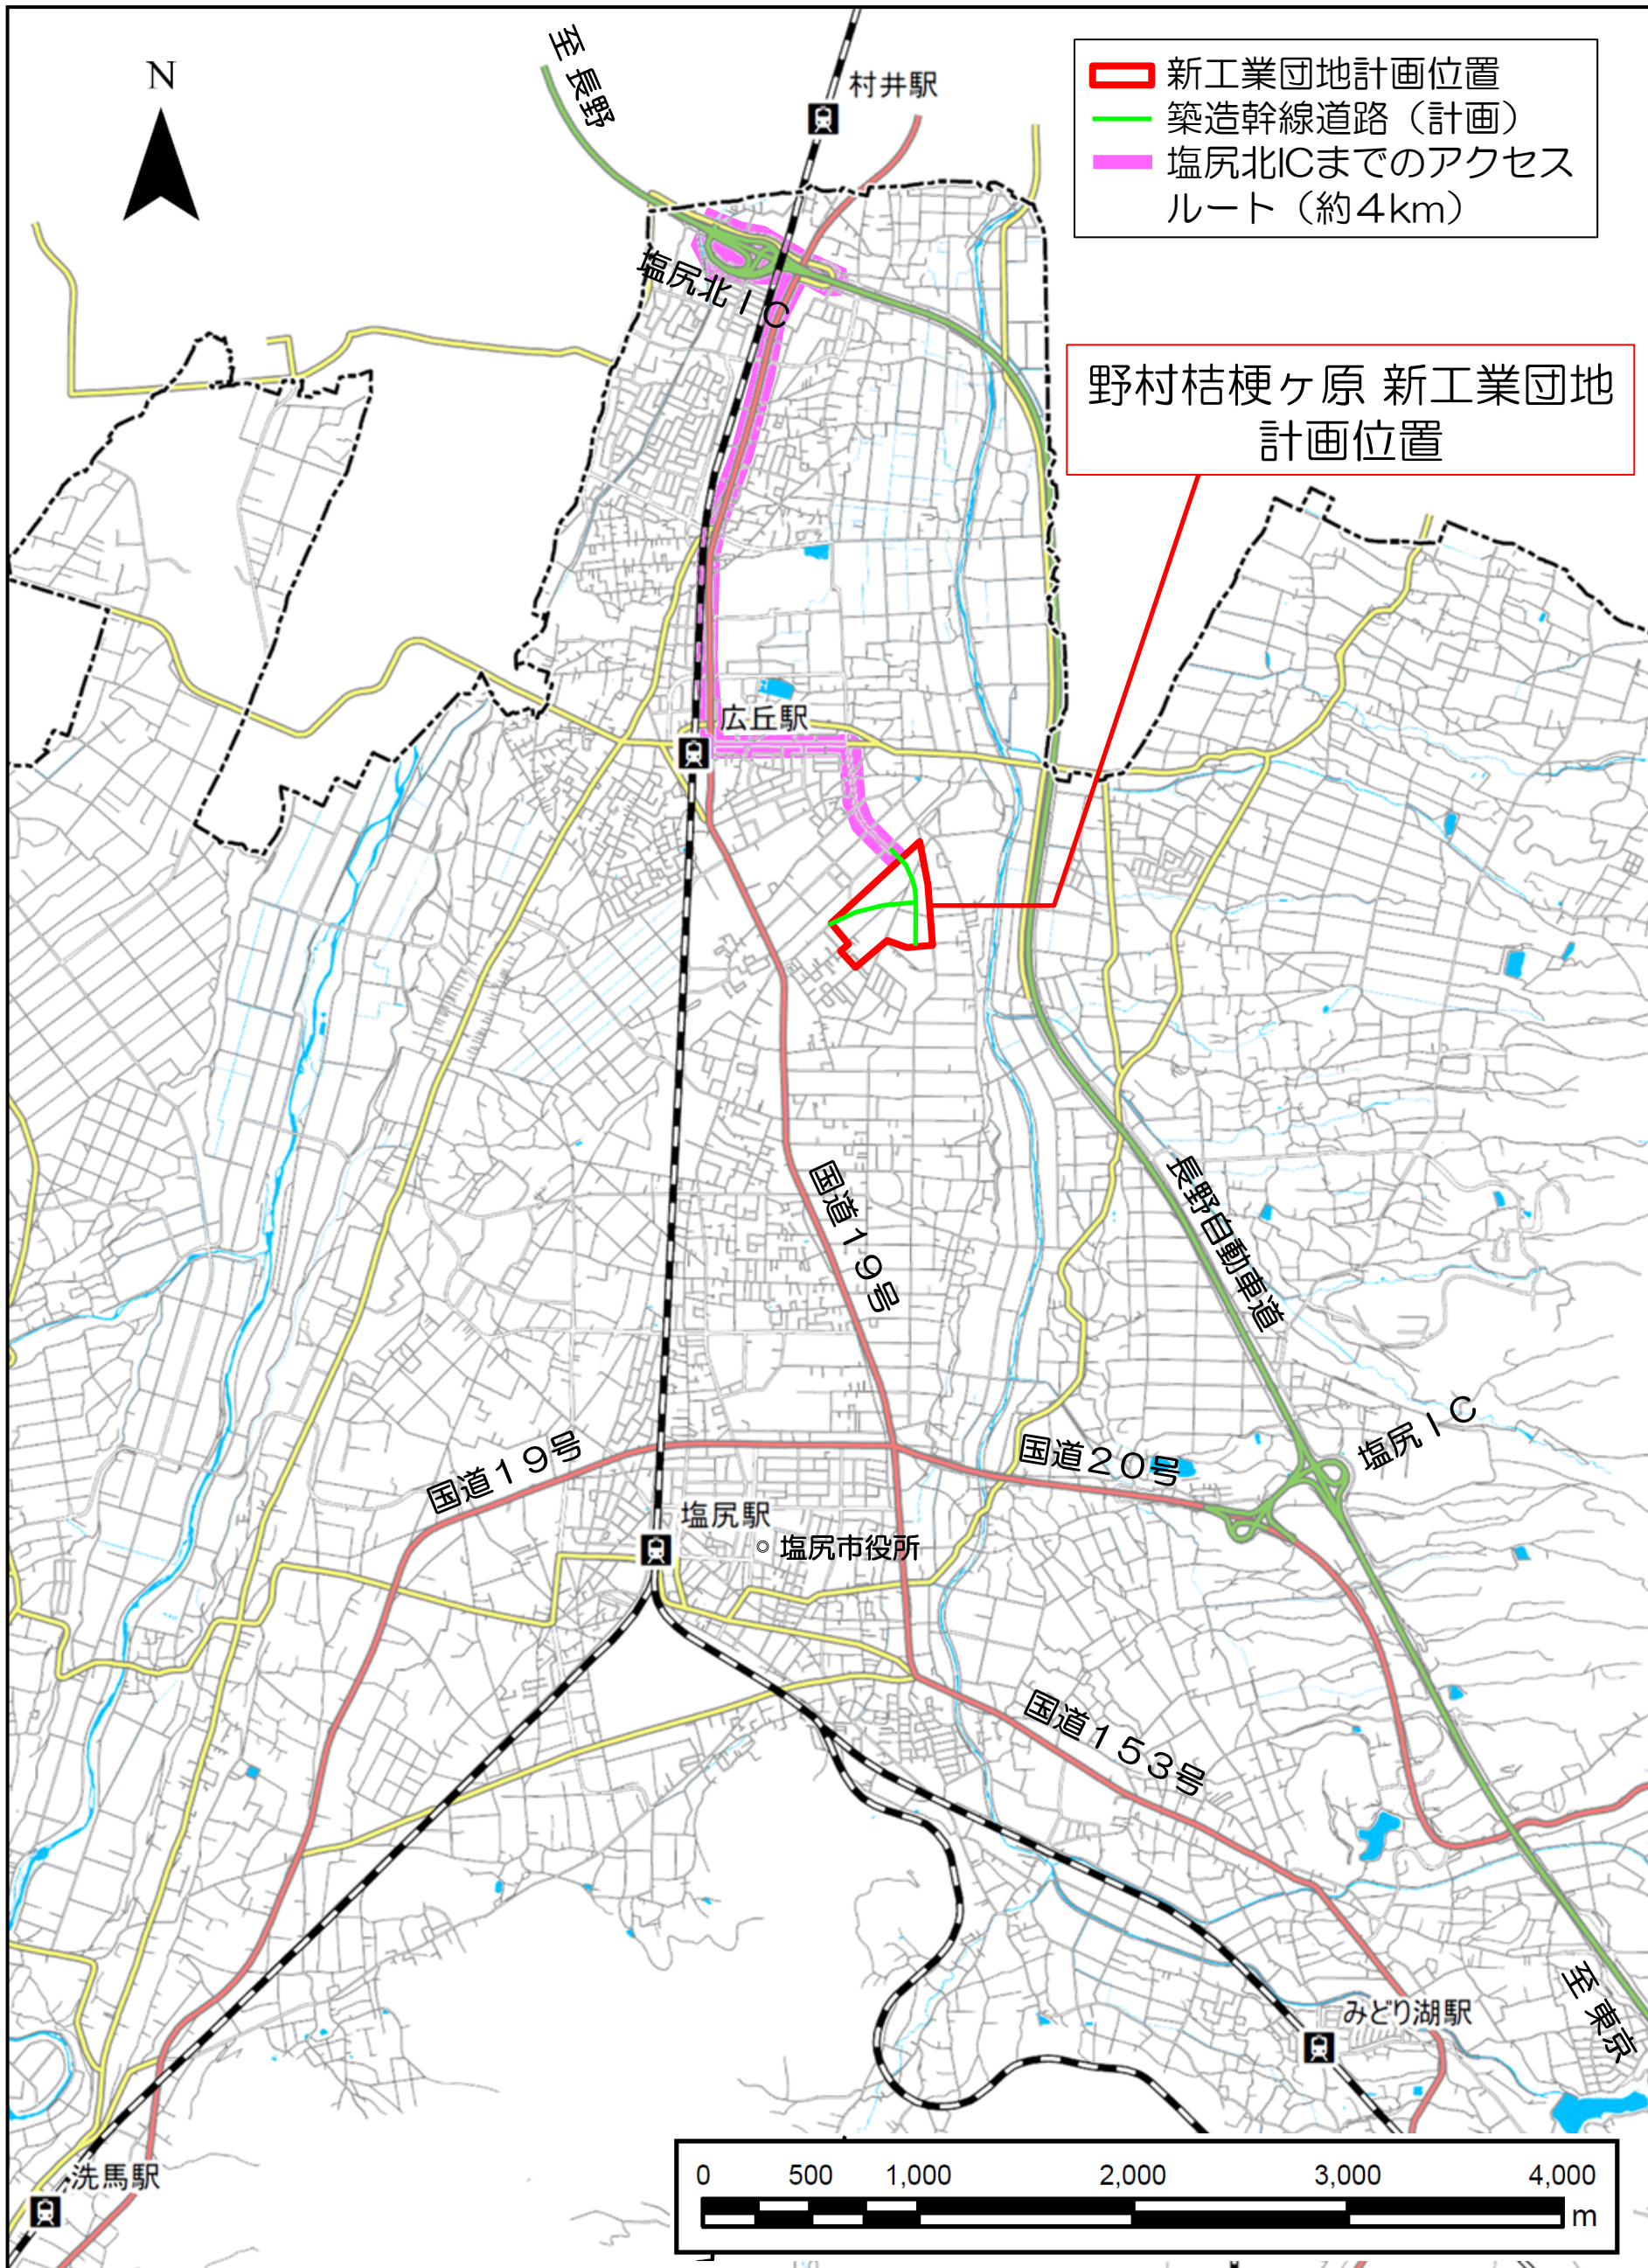 至 長野
N
村井駅
新工業団地計画位置
築造幹線道路（計画）
塩尻北ICまでのアクセス
ルート（約４km）
塩尻北ＩＣ
野村桔梗ヶ原 新工業団地
計画位置
広丘駅
国道１９号
長野自動車道
国道１９号
国道２０号
塩尻ＩＣ
塩尻駅
塩尻市役所
国道１５３号
みどり湖駅
至 東京
洗馬駅
0 500 1,000 2,000 3,000 4,000
m